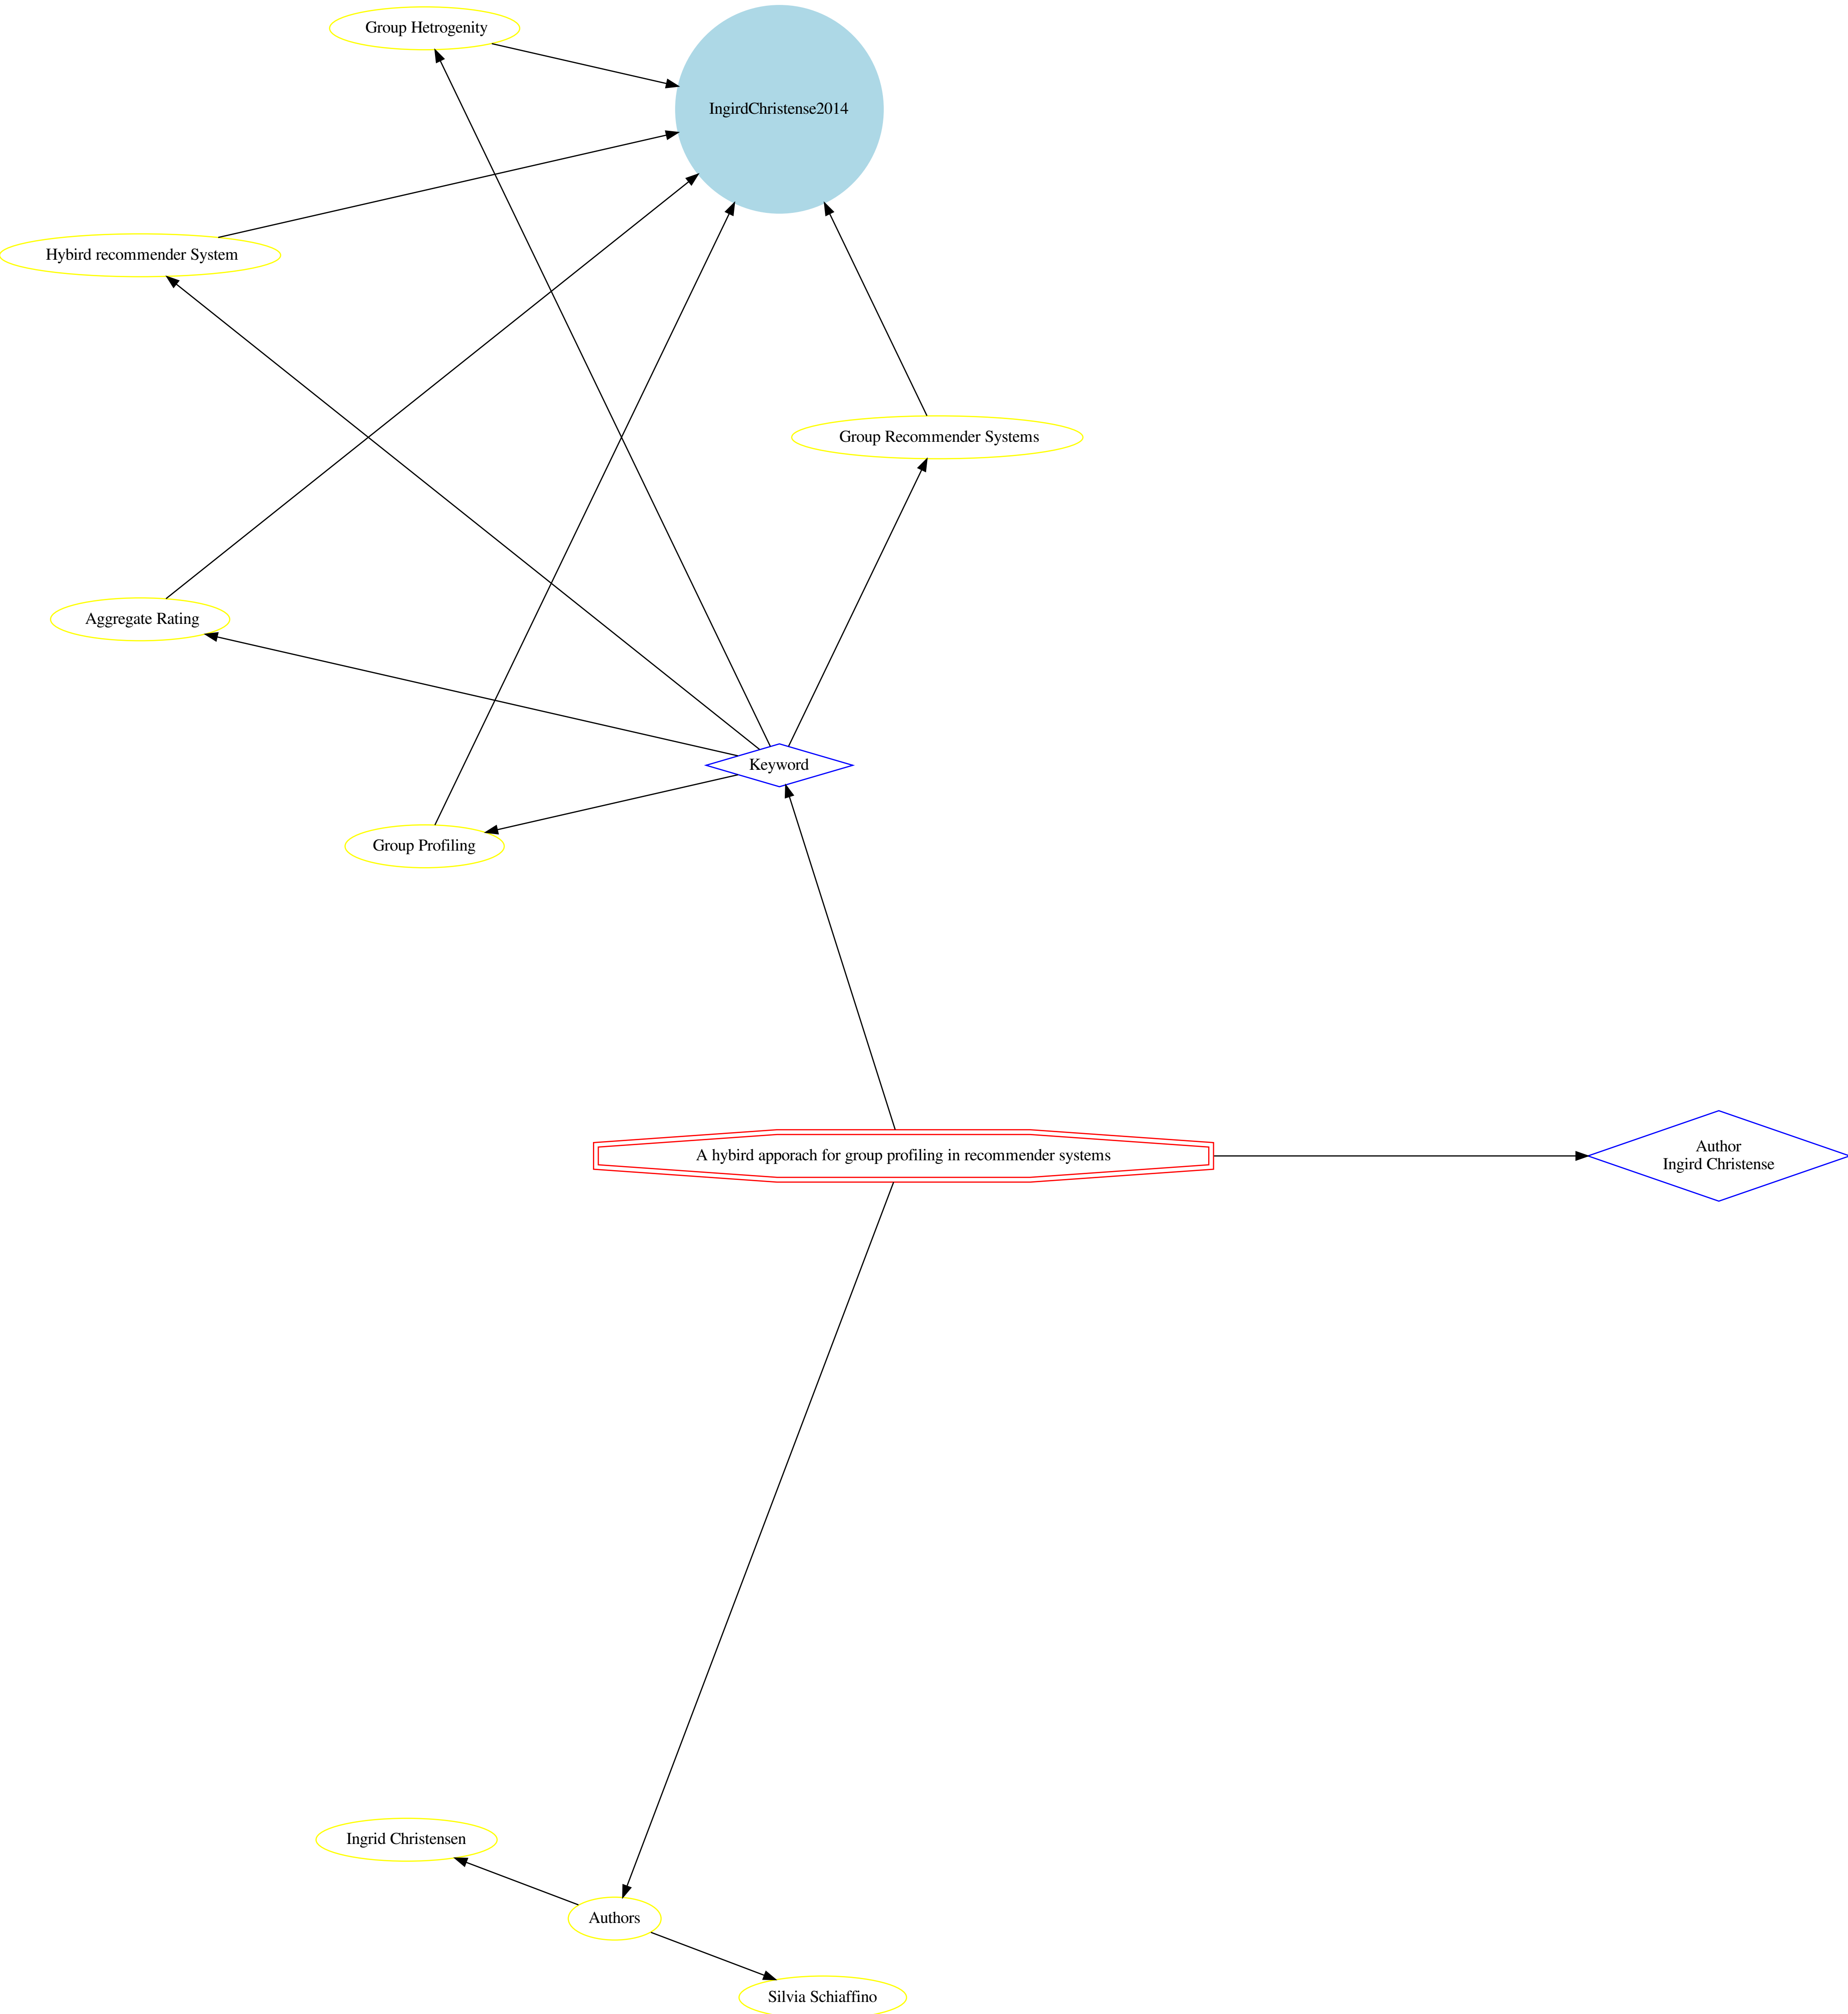 Group Hetrogenity
IngirdChristense2014
Hybird recommender System
Group Recommender Systems
Aggregate Rating
Keyword
Group Profiling
A hybird apporach for group profiling in recommender systems
Author
Ingird Christense
Ingrid Christensen
Authors
Silvia Schiaffino